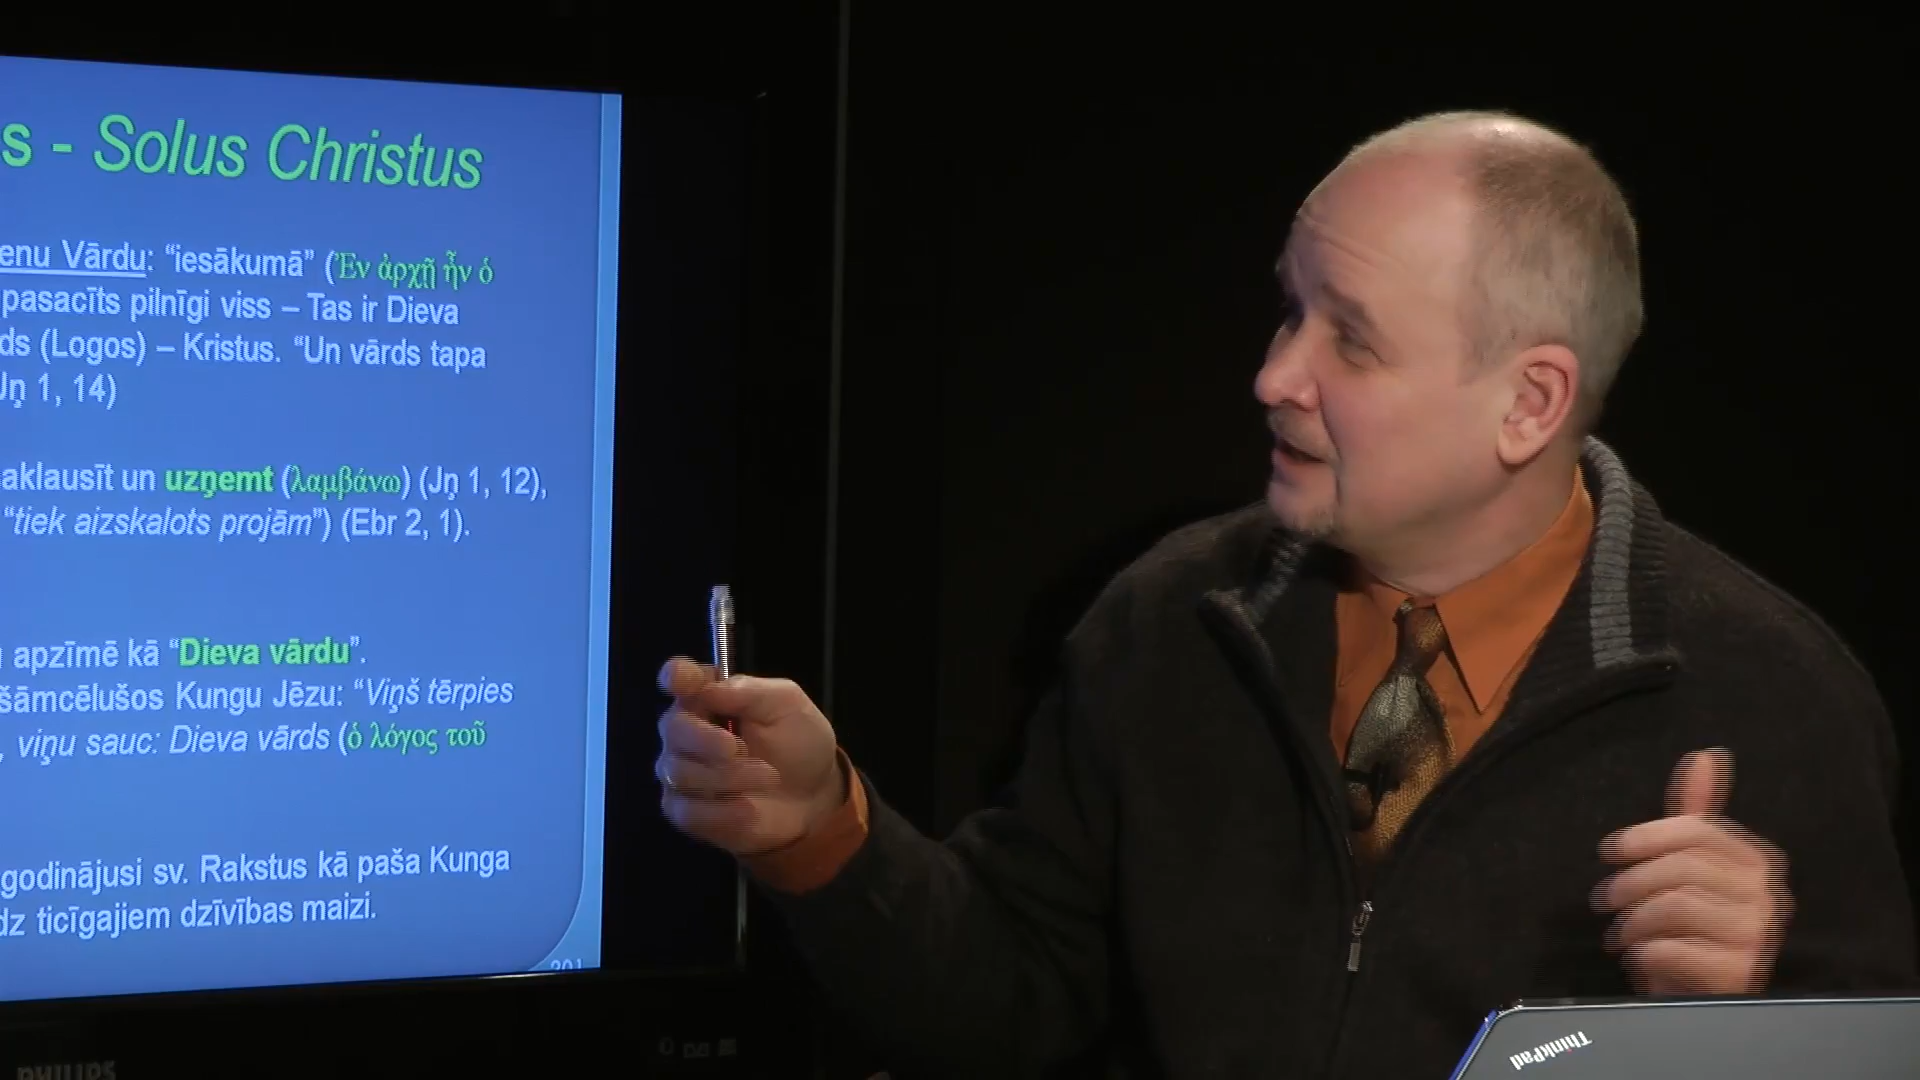 s - Solus Christus
enu Vārdu: “iesākumā” (Ἐν ἀρχῇ ἦν ὁ
pasacīts pilnīgi viss – Tas ir Dieva
ds (Logos) – Kristus. “Un vārds tapa
Jņ 1, 14)
aklausīt un uzņemt (λαμβάνω) (Jņ 1, 12),
“tiek aizskalots projām”) (Ebr 2, 1).
apzīmē kā “Dieva vārdu”.
šāmcēlušos Kungu Jēzu: “Viņš tērpies
, viņu sauc: Dieva vārds (ὁ λόγος τοῦ
godinājusi sv. Rakstus kā paša Kunga
dz ticīgajiem dzīvības maizi.
PHILIPS
ThinkPad